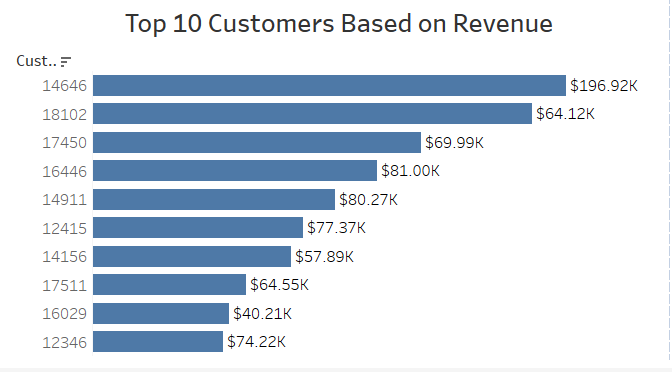 Top 10 Customers Based on Revenue
Cust..
14646 $196.92K
18102 $64.12K
17450 $69.99K
16446 $81.00K
14911 $80.27K
12415 $77.37K
14156 $57.89K
17511 $64.55K
16029 $40.21K
12346 $74.22K